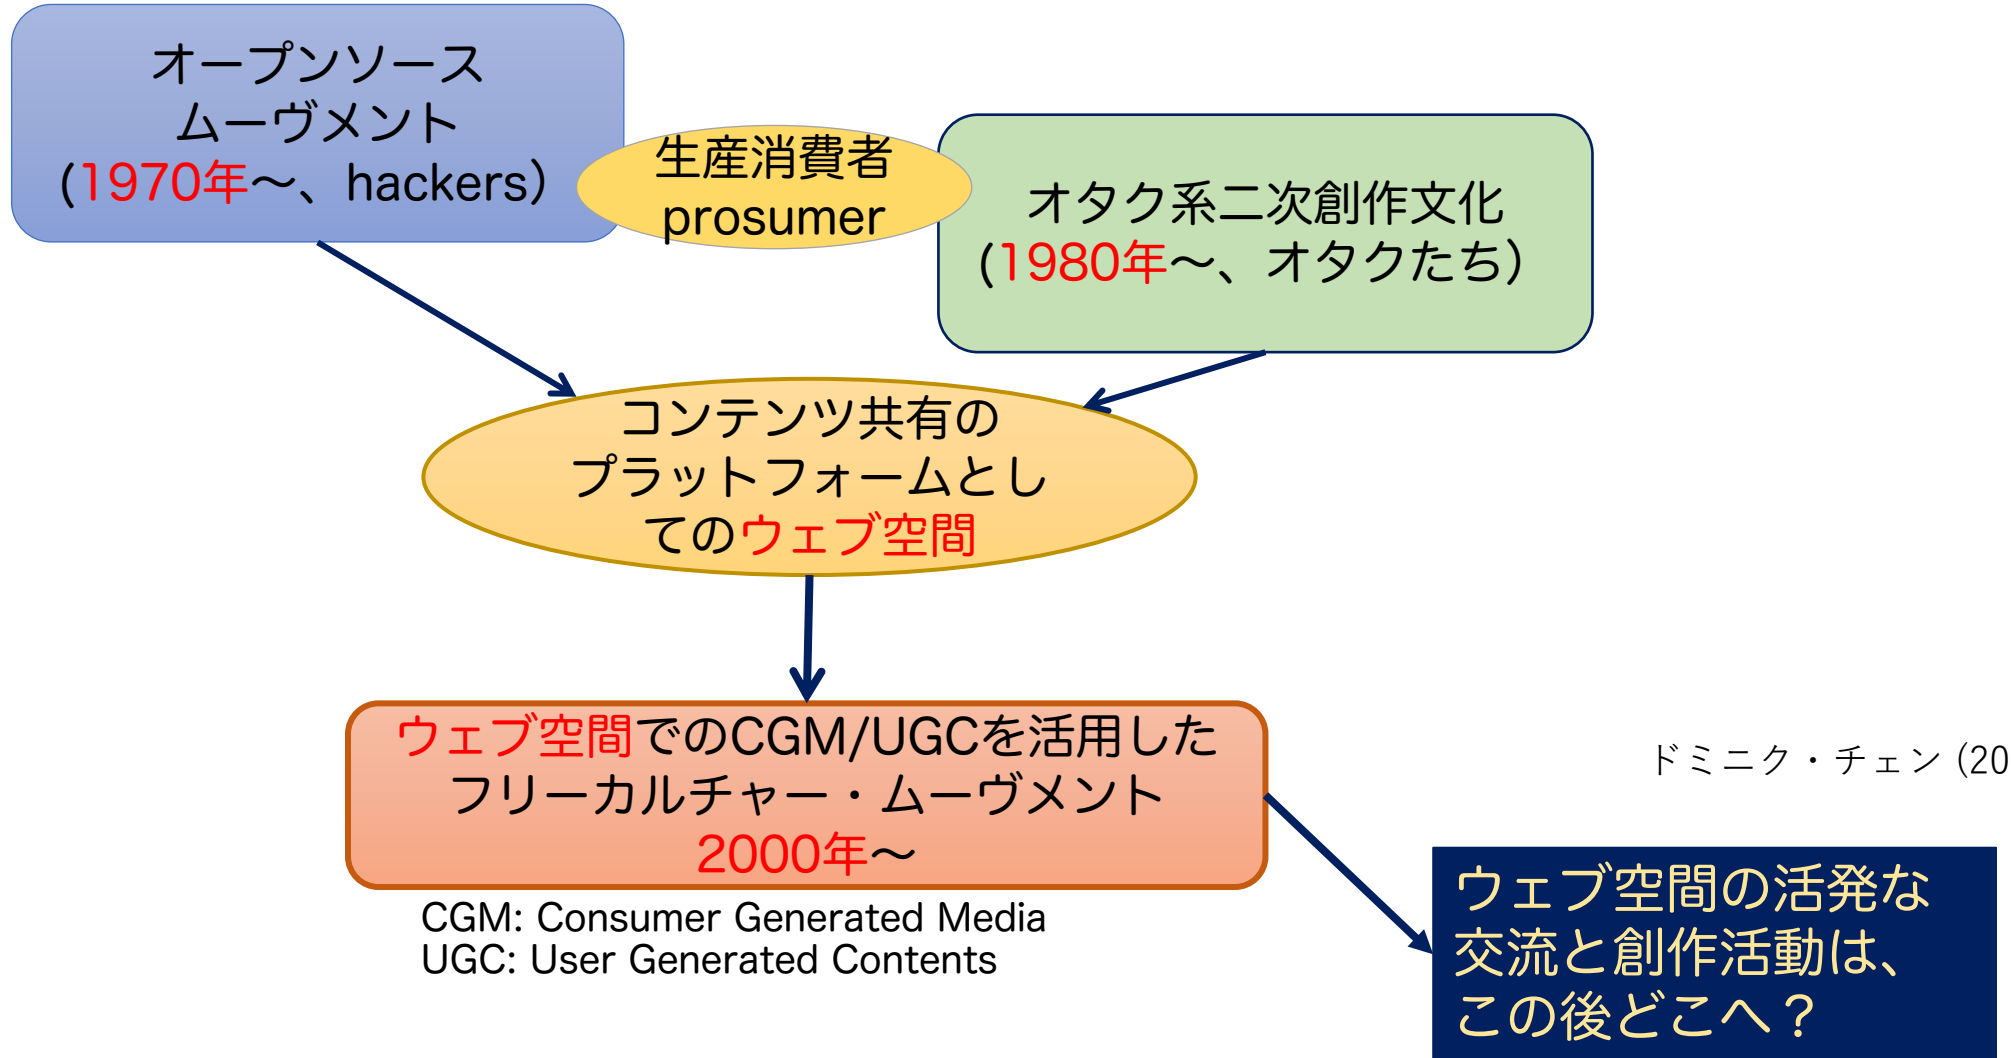 オープンソース
ムーヴメント
(1970年〜、hackers）
生産消費者
prosumer
オタク系二次創作文化
(1980年〜、オタクたち）
コンテンツ共有の
プラットフォームとし
てのウェブ空間
ウェブ空間でのCGM/UGCを活用した
フリーカルチャー・ムーヴメント
2000年〜
CGM: Consumer Generated Media
UGC: User Generated Contents
ドミニク・チェン (20
ウェブ空間の活発な
交流と創作活動は、
この後どこへ？